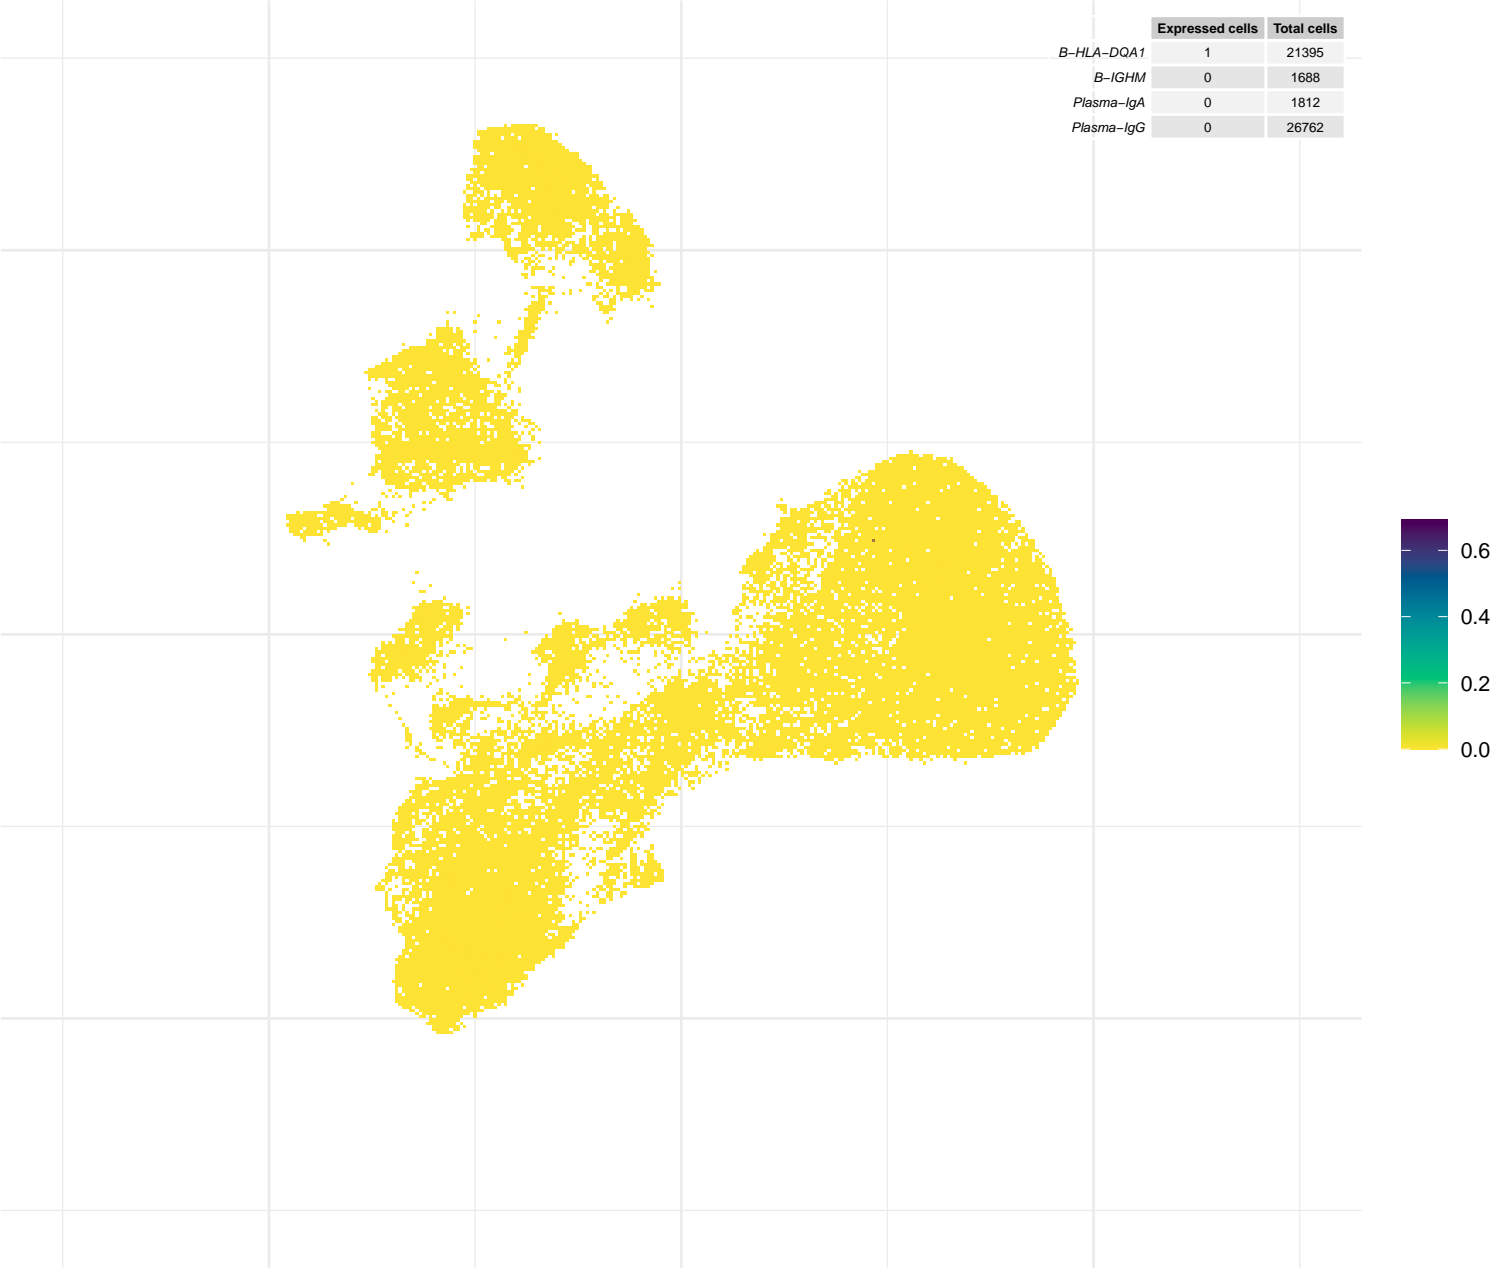 Expressed cells Total cells
B−HLA−DQA1 1 21395
B−IGHM 0 1688
Plasma−IgA 0 1812
Plasma−IgG 0 26762
0.6
0.4
0.2
0.0